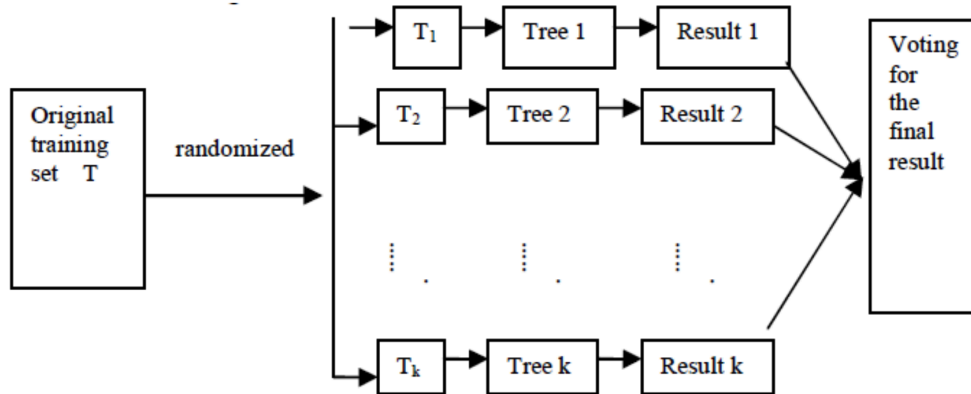 Original
training
set T
randomized
T₁
Tree 1
Result 1
T₂
Tree 2
Result 2
Tₖ
Tree k
Result k
Voting
for
the
final
result